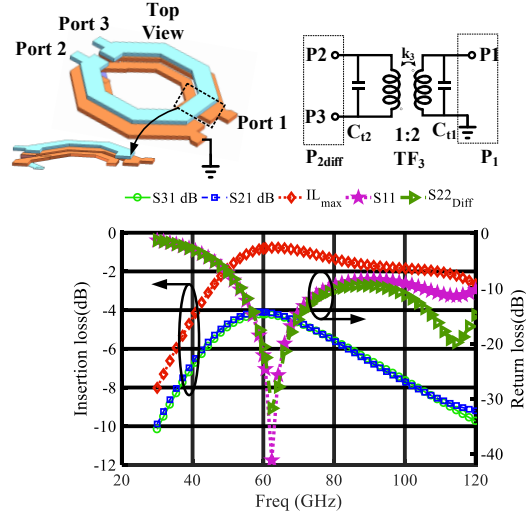 Top
View
Port 3
Port 2
Port 1
P2
P3
k3
P1
Ct2
Ct1
1:2
TF3
P2diff
P1
S31 dB S21 dB ILmax S11 S22Diff
0
-2
-4
-6
-8
-10
-12
Insertion loss(dB)
0
-10
-20
-30
-40
Return loss(dB)
20 40 60 80 100 120
Freq (GHz)